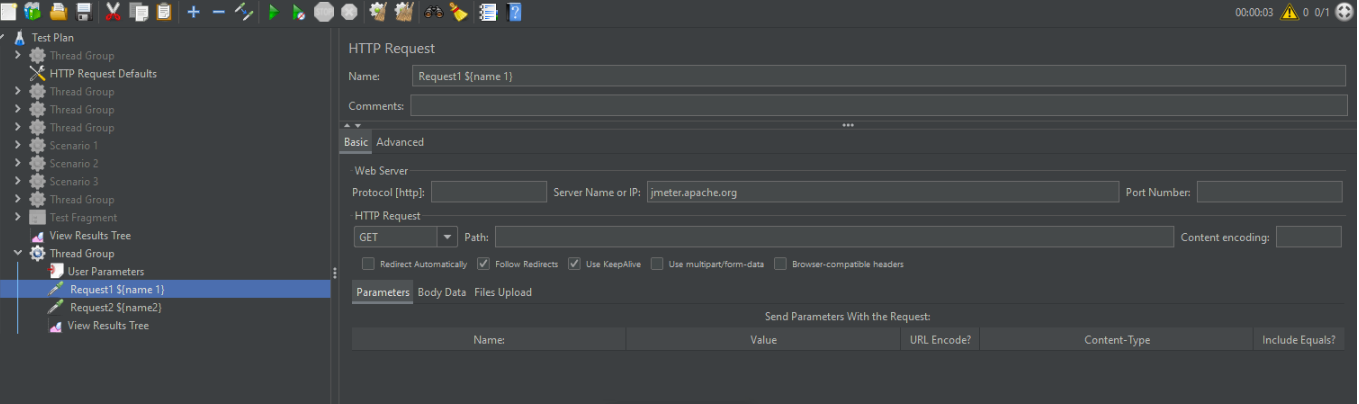 00:00:03 0 0/1
Test Plan
Thread Group
HTTP Request Defaults
Thread Group
Thread Group
Thread Group
Scenario 1
Scenario 2
Scenario 3
Thread Group
Test Fragment
View Results Tree
Thread Group
User Parameters
Request1 ${name 1}
Request2 ${name2}
View Results Tree
HTTP Request
Name: Request1 ${name 1}
Comments:
Basic Advanced
Web Server
Protocol [http]: Server Name or IP: jmeter.apache.org Port Number:
HTTP Request
GET Path: Content encoding:
Redirect Automatically Follow Redirects Use KeepAlive Use multipart/form-data Browser-compatible headers
Parameters Body Data Files Upload
Send Parameters With the Request:
Name: Value URL Encode? Content-Type Include Equals?